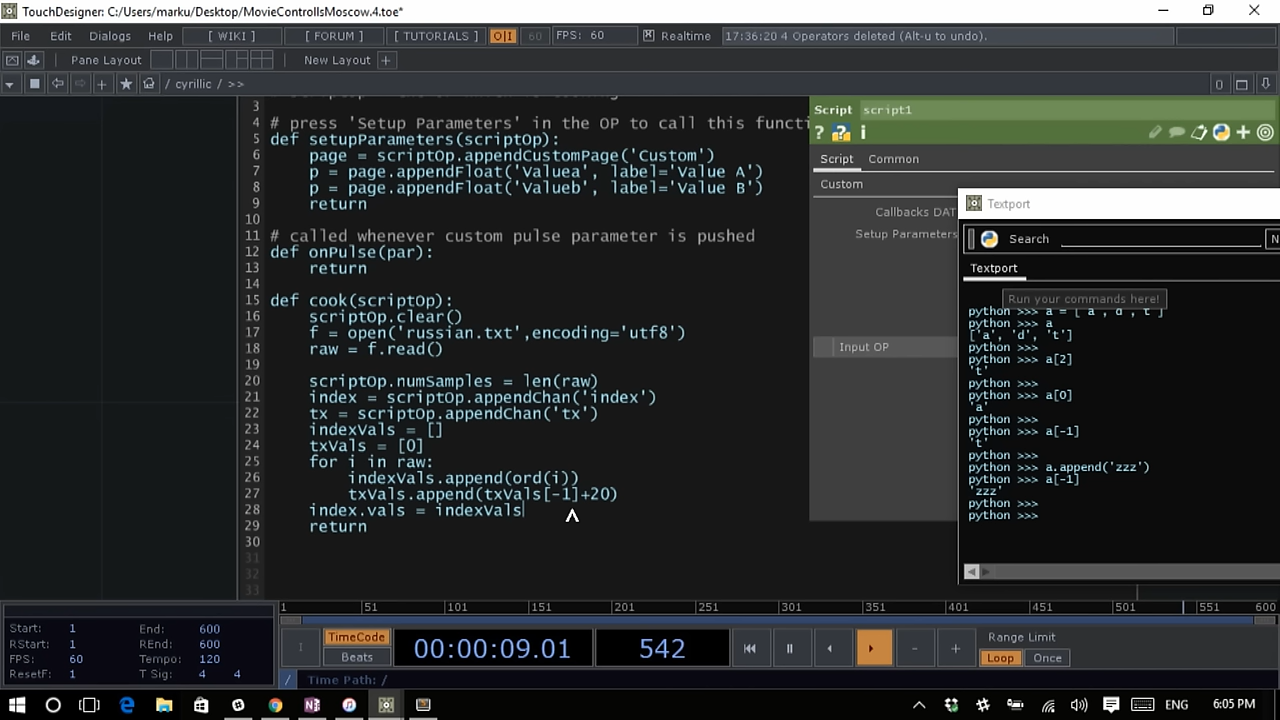 TouchDesigner: C:/Users/marku/Desktop/MovieControllsMoscow.4.toe*
File Edit Dialogs Help [ WIKI ] [ FORUM ] [ TUTORIALS ] O|I 60 FPS: 60 Realtime 17:36:20 4 Operators deleted (Alt-u to undo).
Pane Layout New Layout +
/ cyrillic / >>
3
4 # press 'Setup Parameters' in the OP to call this functi
5 def setupParameters(scriptOp):
6 page = scriptOp.appendCustomPage('Custom')
7 p = page.appendFloat('Valuea', label='Value A')
8 p = page.appendFloat('Valueb', label='Value B')
9 return
10
11 # called whenever custom pulse parameter is pushed
12 def onPulse(par):
13 return
14
15 def cook(scriptOp):
16 scriptOp.clear()
17 f = open('russian.txt',encoding='utf8')
18 raw = f.read()
19
20 scriptOp.numSamples = len(raw)
21 index = scriptOp.appendChan('index')
22 tx = scriptOp.appendChan('tx')
23 indexVals = []
24 txVals = [0]
25 for i in raw:
26 indexVals.append(ord(i))
27 txVals.append(txVals[-1]+20)
28 index.vals = indexVals
29 return
30
31
32
33
Script script1
? ? i
Script Common
Custom
Callbacks DAT
Setup Parameters
Input OP
Textport
Search N
Textport
Run your commands here!
python >>> a = ['a','d','t']
python >>> a
['a', 'd', 't']
python >>>
python >>> a[2]
't'
python >>>
python >>> a[0]
'a'
python >>>
python >>> a[-1]
't'
python >>>
python >>> a.append('zzz')
python >>> a[-1]
'zzz'
python >>>
python >>>
1 51 101 151 201 251 301 351 401 451 501 551 600
Start: 1 End: 600
RStart: 1 REnd: 600
FPS: 60 Tempo: 120
ResetF: 1 T Sig: 4 4
TimeCode
Beats
00:00:09.01 542
- +
Range Limit
Loop Once
/ Time Path: /
ENG 6:05 PM